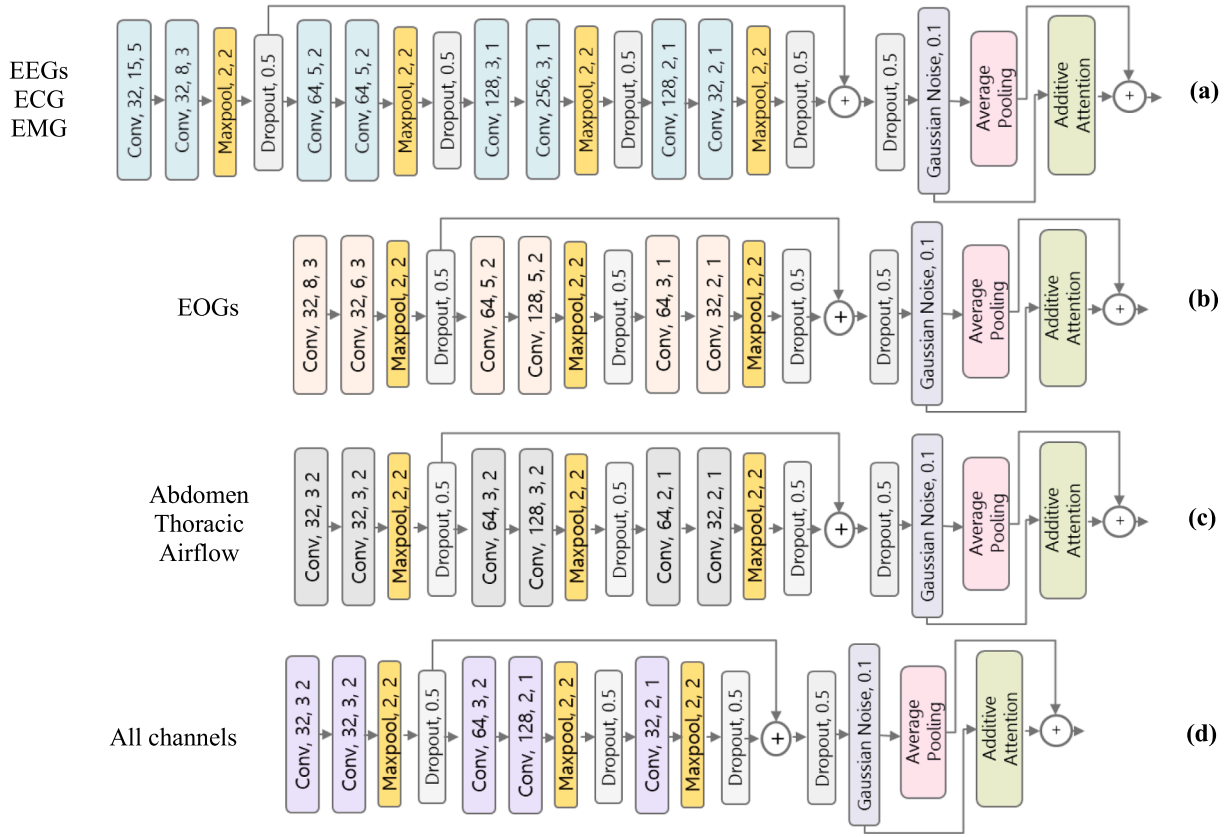 EEGs
ECG
EMG
Conv, 32, 15, 5
Conv, 32, 8, 3
Maxpool, 2, 2
Dropout, 0.5
Conv, 64, 5, 2
Conv, 64, 5, 2
Maxpool, 2, 2
Dropout, 0.5
Conv, 128, 3, 1
Conv, 256, 3, 1
Maxpool, 2, 2
Dropout, 0.5
Conv, 128, 2, 1
Conv, 32, 2, 1
Maxpool, 2, 2
Dropout, 0.5
+
Dropout, 0.5
Gaussian Noise, 0.1
Average
Pooling
Additive
Attention
+
(a)
EOGs
Conv, 32, 8, 3
Conv, 32, 6, 3
Maxpool, 2, 2
Dropout, 0.5
Conv, 64, 5, 2
Conv, 128, 5, 2
Maxpool, 2, 2
Dropout, 0.5
Conv, 64, 3, 1
Conv, 32, 2, 1
Maxpool, 2, 2
Dropout, 0.5
+
Dropout, 0.5
Gaussian Noise, 0.1
Average
Pooling
Additive
Attention
+
(b)
Abdomen
Thoracic
Airflow
Conv, 32, 3 2
Conv, 32, 3, 2
Maxpool, 2, 2
Dropout, 0.5
Conv, 64, 3, 2
Conv, 128, 3, 2
Maxpool, 2, 2
Dropout, 0.5
Conv, 64, 2, 1
Conv, 32, 2, 1
Maxpool, 2, 2
Dropout, 0.5
+
Dropout, 0.5
Gaussian Noise, 0.1
Average
Pooling
Additive
Attention
+
(c)
All channels
Conv, 32, 3 2
Conv, 32, 3, 2
Maxpool, 2, 2
Dropout, 0.5
Conv, 64, 3, 2
Conv, 128, 2, 1
Maxpool, 2, 2
Dropout, 0.5
Conv, 32, 2, 1
Maxpool, 2, 2
Dropout, 0.5
+
Dropout, 0.5
Gaussian Noise, 0.1
Average
Pooling
Additive
Attention
+
(d)